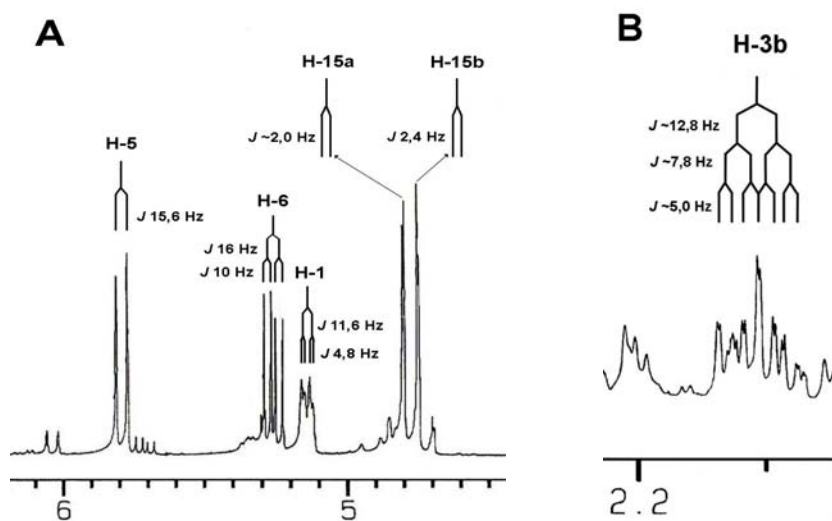 A
H-15a
H-15b
J ~2,0 Hz
J 2,4 Hz
H-5
J 15,6 Hz
H-6
J 16 Hz
J 10 Hz
H-1
J 11,6 Hz
J 4,8 Hz
6
5
B
H-3b
J ~12,8 Hz
J ~7,8 Hz
J ~5,0 Hz
2.2